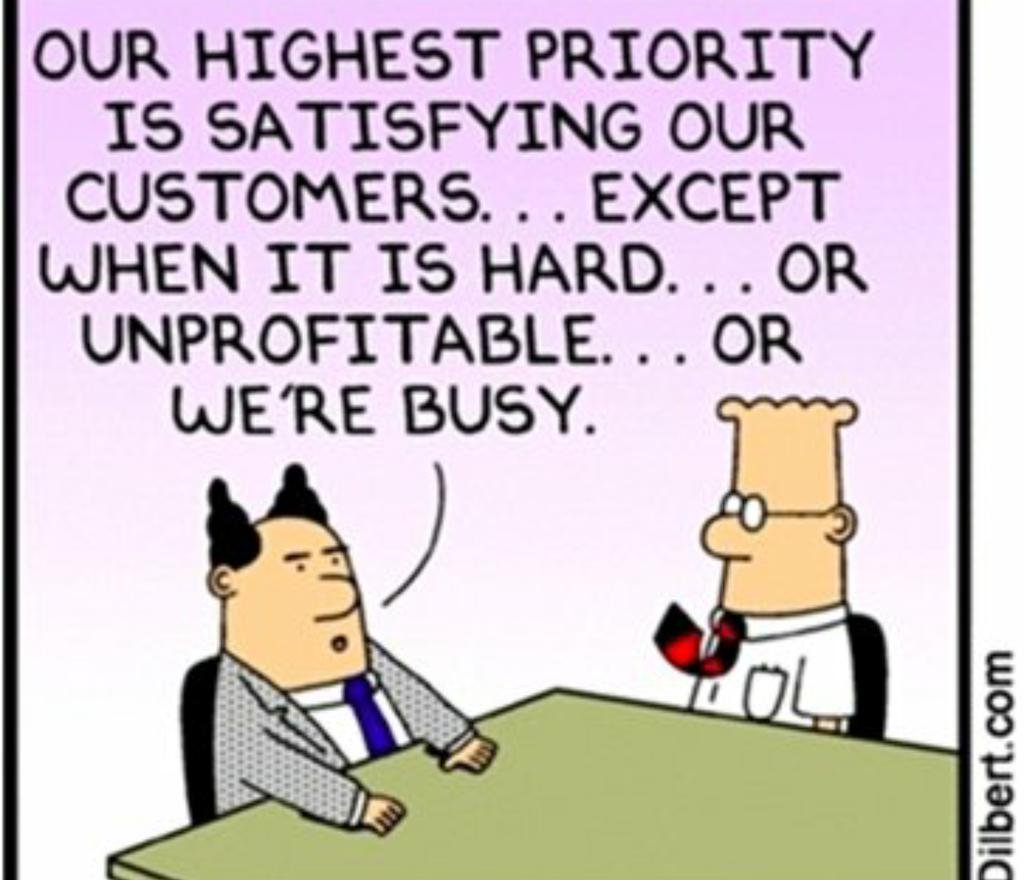 OUR HIGHEST PRIORITY
IS SATISFYING OUR
CUSTOMERS. . . EXCEPT
WHEN IT IS HARD. . . OR
UNPROFITABLE. . . OR
WE'RE BUSY.
Dilbert.com